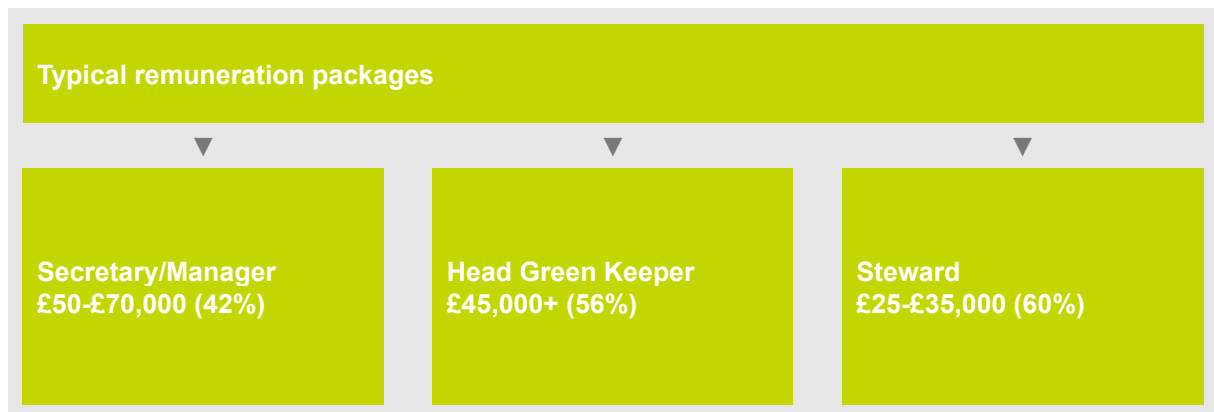 Typical remuneration packages
Secretary/Manager
£50-£70,000 (42%)
Head Green Keeper
£45,000+ (56%)
Steward
£25-£35,000 (60%)